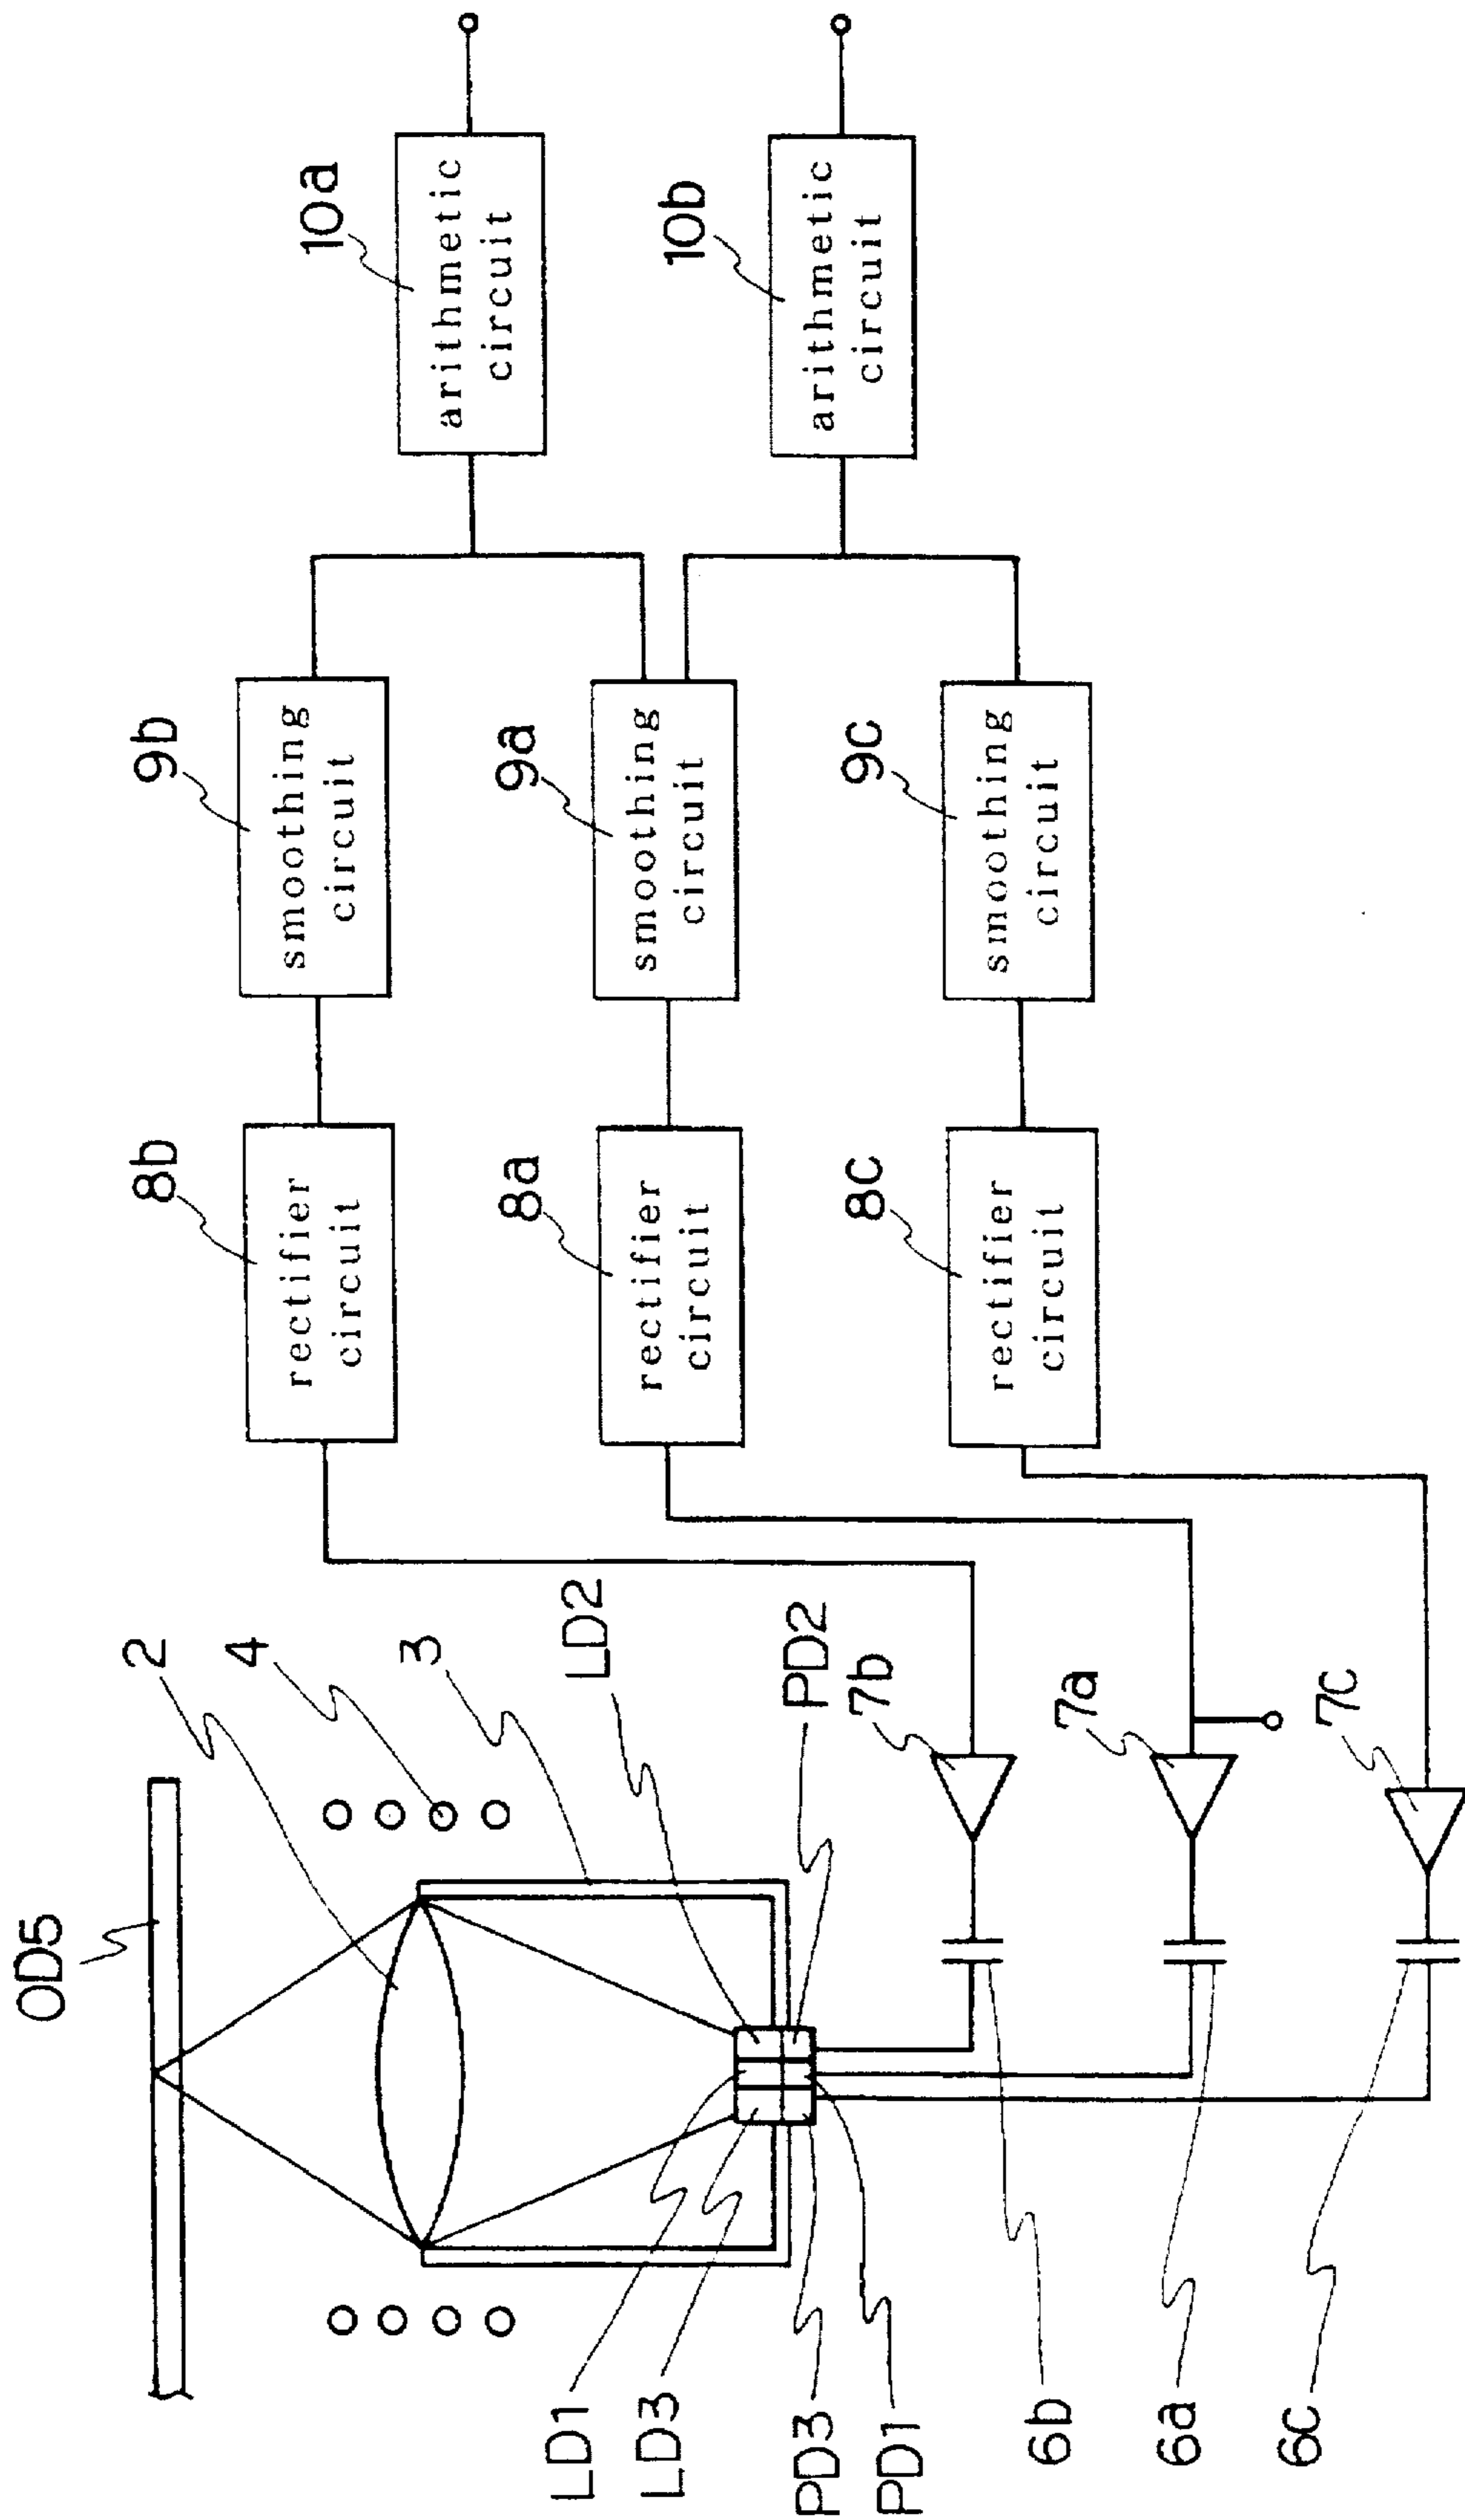 OD5
2
4
3
LD2
PD2
7b
7a
7c
LD1
LD3
PD3
PD1
6b
6a
6c
8b
rectifier
circuit
8a
rectifier
circuit
8c
rectifier
circuit
9b
smoothing
circuit
9a
smoothing
circuit
9c
smoothing
circuit
10a
arithmetic
circuit
10b
arithmetic
circuit